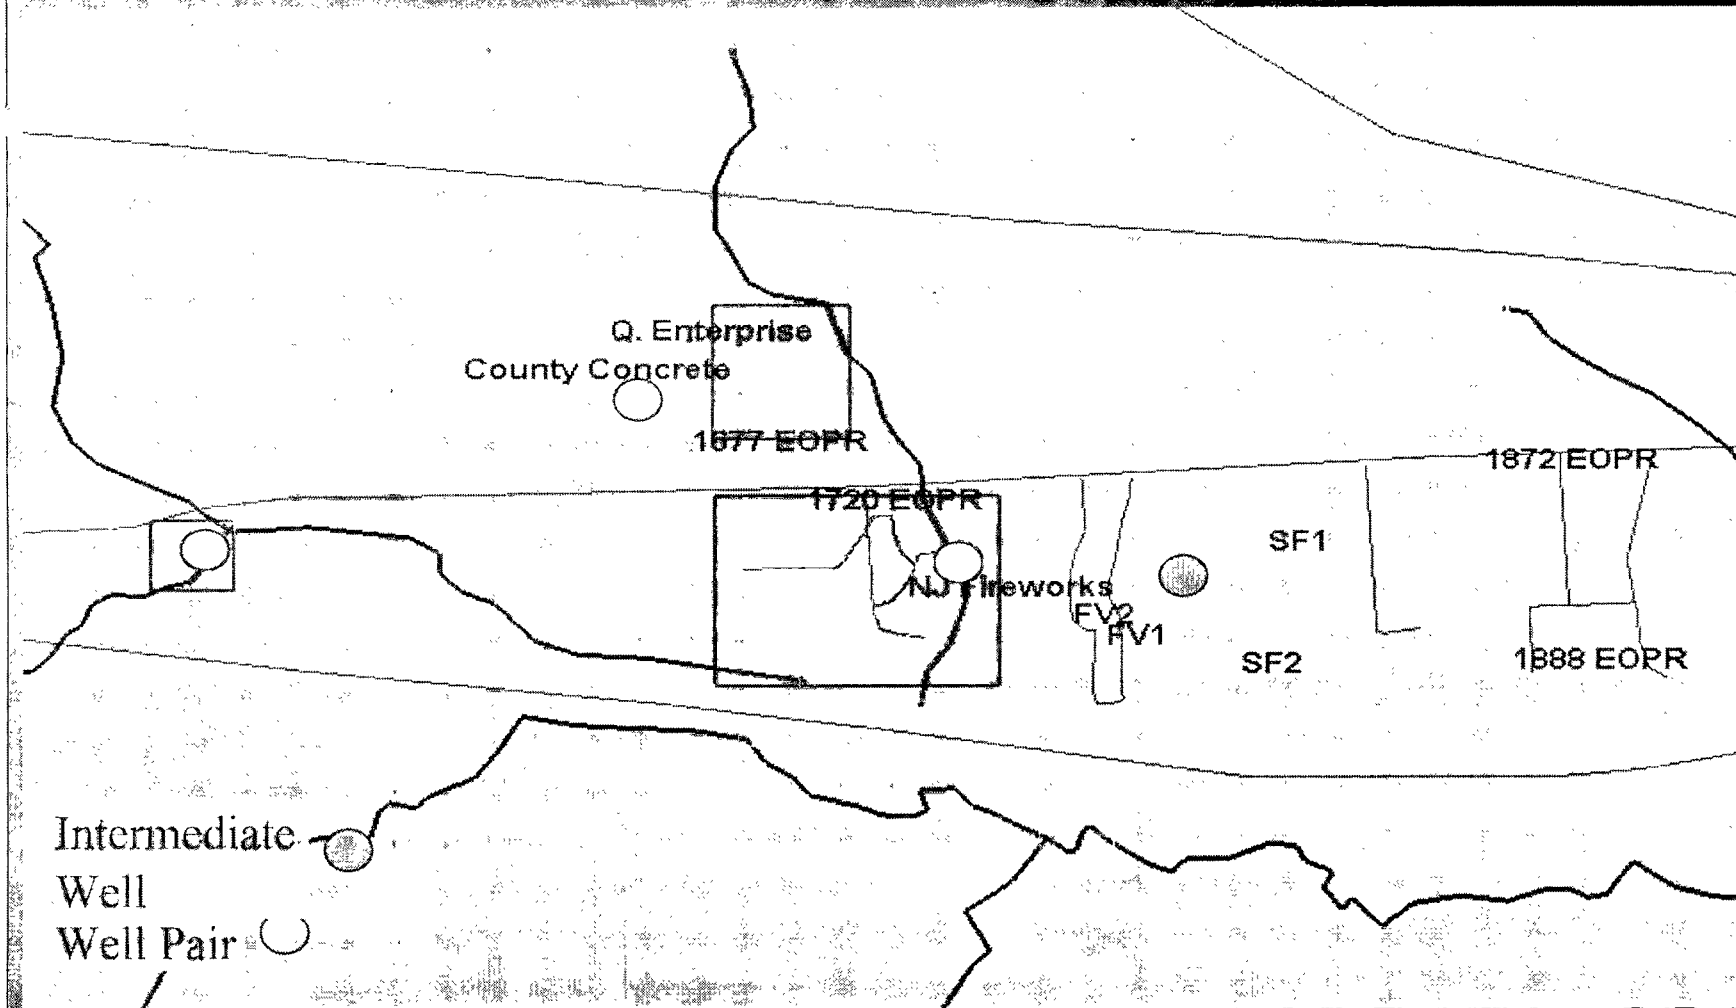 Q. Enterprise
County Concrete
1677 EOPR
1872 EOPR
1720 EOPR
SF1
NJ Fireworks
FV2
FV1
SF2
1888 EOPR
Intermediate
Well
Well Pair